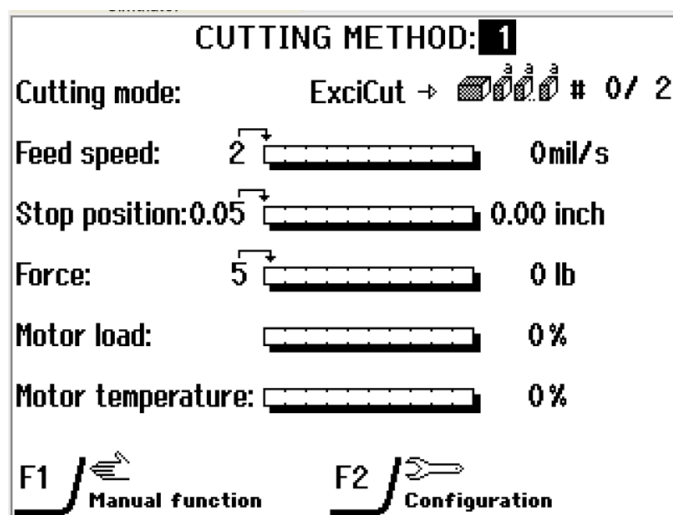 CUTTING METHOD: 1
Cutting mode: ExciCut a a a # 0/ 2
Feed speed: 2 0mil/s
Stop position:0.05 0.00 inch
Force: 5 0 lb
Motor load: 0%
Motor temperature: 0%
F1 Manual function F2 Configuration